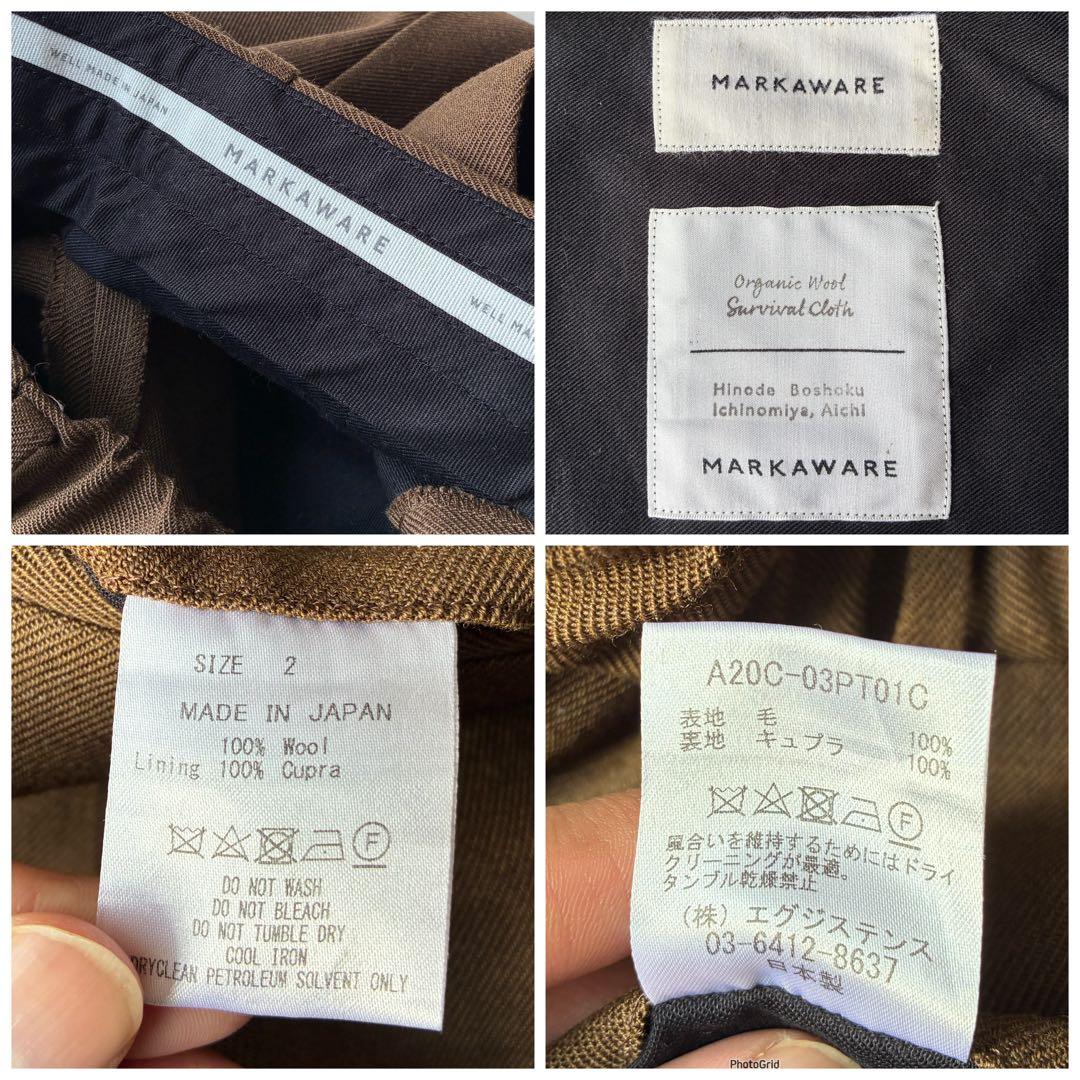 WELL MADE IN JAPAN
MARKAWARE
WELL MA
MARKAWARE
Organic Wool
Survival Cloth
Hinode Boshoku
Ichinomiya, Aichi
MARKAWARE
SIZE 2
MADE IN JAPAN
100% Wool
Lining 100% Cupra
F
DO NOT WASH
DO NOT BLEACH
DO NOT TUMBLE DRY
COOL IRON
DRYCLEAN PETROLEUM SOLVENT ONLY
A20C-03PT01C
表地 毛 100%
裏地 キュプラ 100%
F
風合いを維持するためにはドライ
クリーニングが最適。
タンブル乾燥禁止
(株) エグジステンス
03-6412-8637
日本製
PhotoGrid